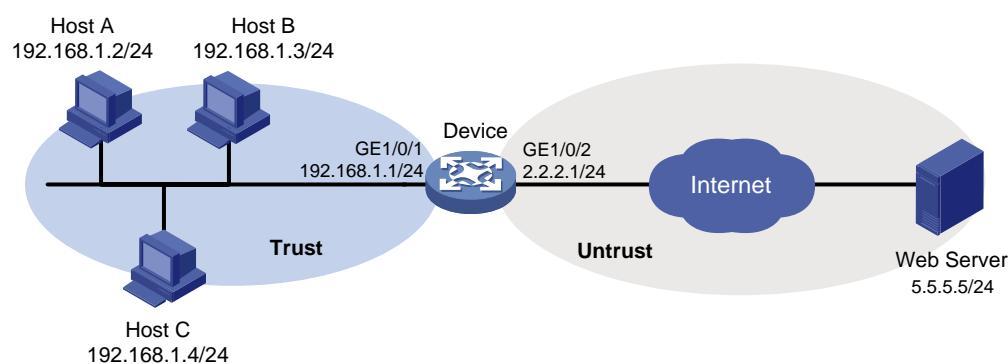 Host A
192.168.1.2/24
Host B
192.168.1.3/24
Device
GE1/0/1
192.168.1.1/24
GE1/0/2
2.2.2.1/24
Internet
Trust
Untrust
Web Server
5.5.5.5/24
Host C
192.168.1.4/24